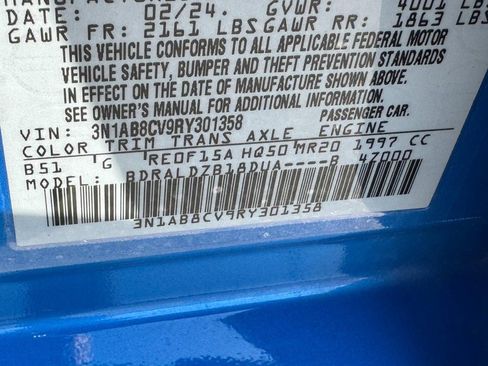 DATE: 02/24. GVWR: 4001 LBS
GAWR FR: 2161 LBS GAWR RR: 1863 LBS
THIS VEHICLE CONFORMS TO ALL APPLICABLE FEDERAL MOTOR
VEHICLE SAFETY, BUMPER AND THEFT PREVENTION STANDARDS
IN EFFECT ON THE DATE OF MANUFACTURE SHOWN ABOVE.
SEE OWNER'S MANUAL FOR ADDITIONAL INFORMATION.
VIN: 3N1AB8CV9RY301358 PASSENGER CAR.
COLOR TRIM TRANS AXLE ENGINE
B51 'G RE0F15A HQ50 MR20 1997 CC
MODEL: BDRALDZB18DUA----B 4Z000
3N1AB8CV9RY301358